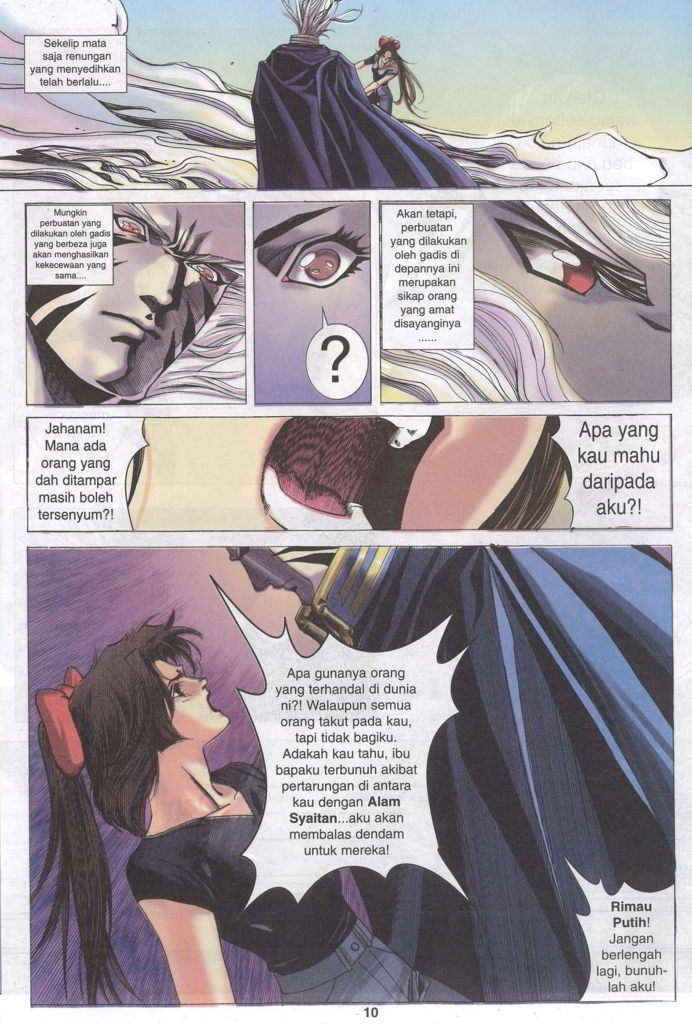 Sekelip mata
saja renungan
yang menyedihkan
telah berlalu....
Mungkin
perbuatan yang
dilakukan oleh gadis
yang berbeza juga
akan menghasilkan
kekecewaan yang
sama....
?
Akan tetapi,
perbuatan
yang dilakukan
oleh gadis di
depannya ini
merupakan
sikap orang
yang amat
disayanginya
......
Jahanam!
Mana ada
orang yang
dah ditampar
masih boleh
tersenyum?!
Apa yang
kau mahu
daripada
aku?!
Apa gunanya orang
yang terhandal di dunia
ni?! Walaupun semua
orang takut pada kau,
tapi tidak bagiku.
Adakah kau tahu, ibu
bapaku terbunuh akibat
pertarungan di antara
kau dengan Alam
Syaitan...aku akan
membalas dendam
untuk mereka!
Rimau
Putih!
Jangan
berlengah
lagi, bunuh-
lah aku!
10